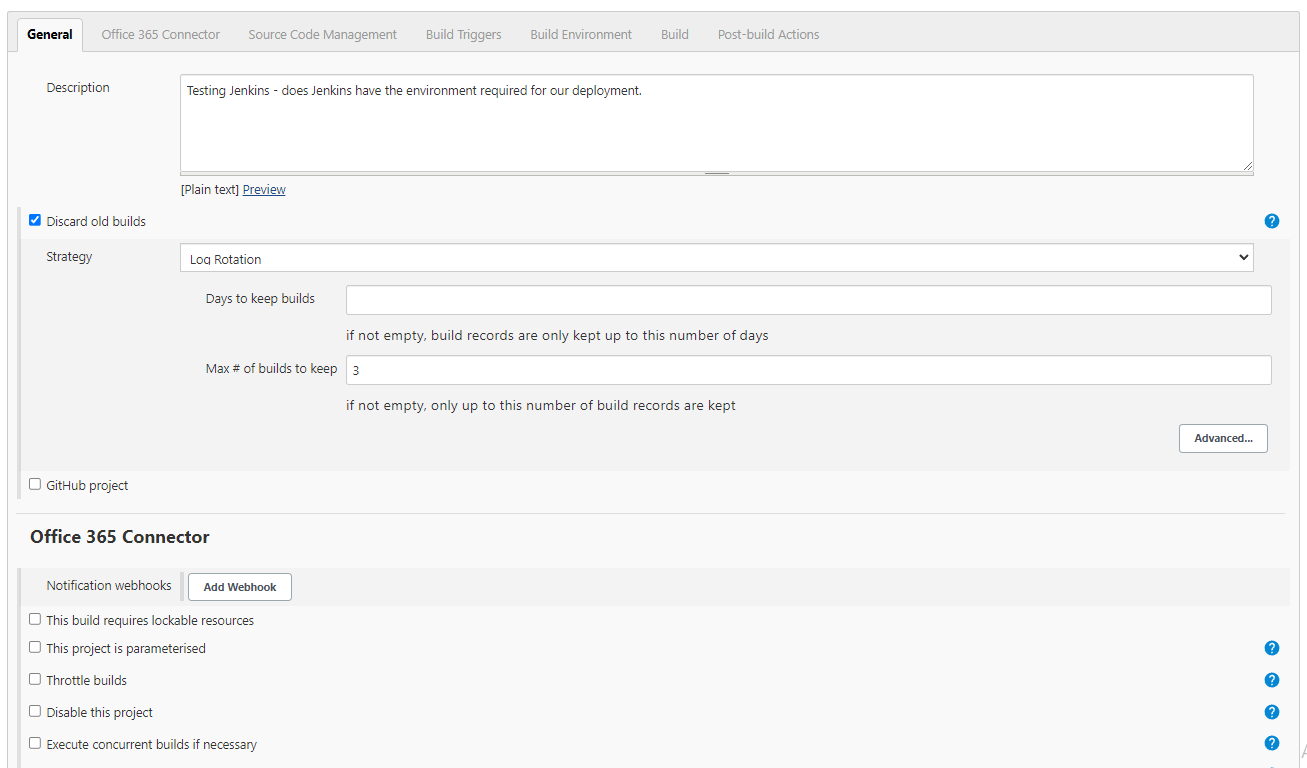 General Office 365 Connector Source Code Management Build Triggers Build Environment Build Post-build Actions
Description
Testing Jenkins - does Jenkins have the environment required for our deployment.
[Plain text] Preview
Discard old builds
Strategy
Log Rotation
Days to keep builds
if not empty, build records are only kept up to this number of days
Max # of builds to keep
3
if not empty, only up to this number of build records are kept
Advanced...
GitHub project
Office 365 Connector
Notification webhooks
Add Webhook
This build requires lockable resources
This project is parameterised
?
Throttle builds
?
Disable this project
?
Execute concurrent builds if necessary
?